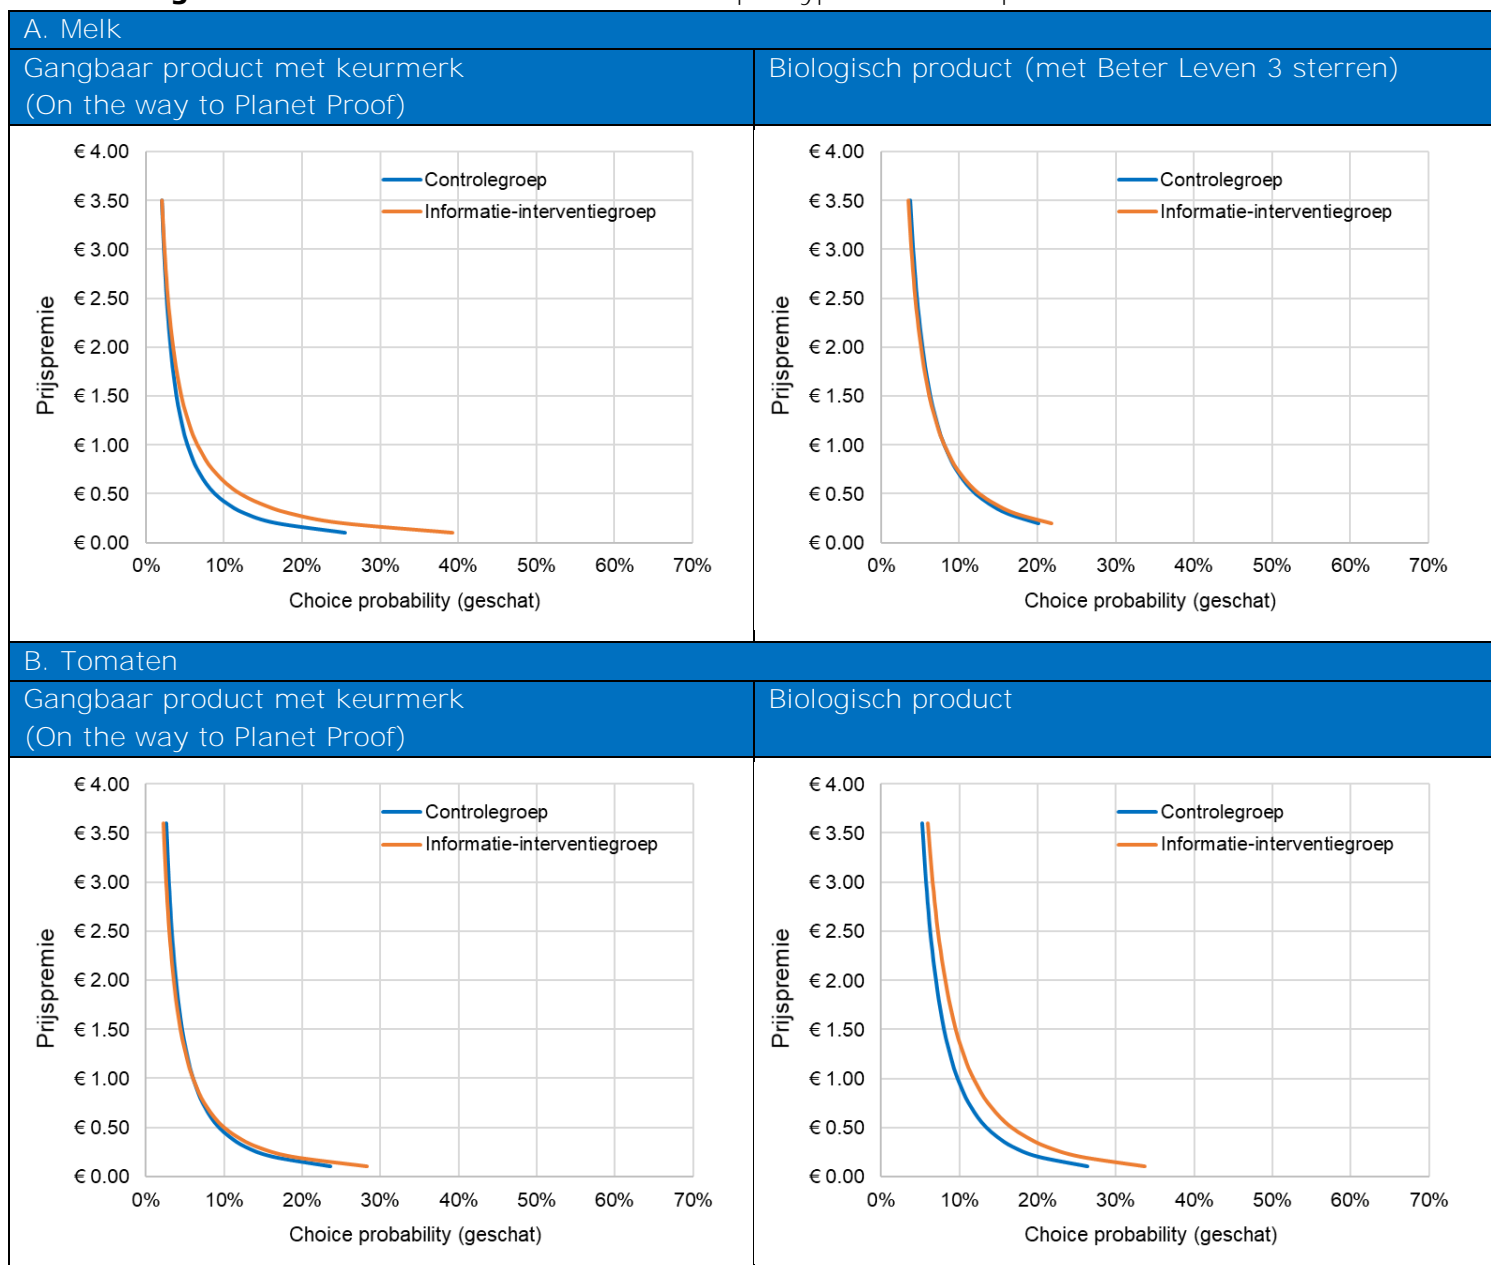 A. Melk
Gangbaar product met keurmerk
(On the way to Planet Proof)
Biologisch product (met Beter Leven 3 sterren)
€ 4.00
€ 3.50
€ 3.00
€ 2.50
€ 2.00
€ 1.50
€ 1.00
€ 0.50
€ 0.00
Prijspremie
Controlegroep
Informatie-interventiegroep
0% 10% 20% 30% 40% 50% 60% 70%
Choice probability (geschat)
€ 4.00
€ 3.50
€ 3.00
€ 2.50
€ 2.00
€ 1.50
€ 1.00
€ 0.50
€ 0.00
Prijspremie
Controlegroep
Informatie-interventiegroep
0% 10% 20% 30% 40% 50% 60% 70%
Choice probability (geschat)
B. Tomaten
Gangbaar product met keurmerk
(On the way to Planet Proof)
Biologisch product
€ 4.00
€ 3.50
€ 3.00
€ 2.50
€ 2.00
€ 1.50
€ 1.00
€ 0.50
€ 0.00
Prijspremie
Controlegroep
Informatie-interventiegroep
0% 10% 20% 30% 40% 50% 60% 70%
Choice probability (geschat)
€ 4.00
€ 3.50
€ 3.00
€ 2.50
€ 2.00
€ 1.50
€ 1.00
€ 0.50
€ 0.00
Prijspremie
Controlegroep
Informatie-interventiegroep
0% 10% 20% 30% 40% 50% 60% 70%
Choice probability (geschat)